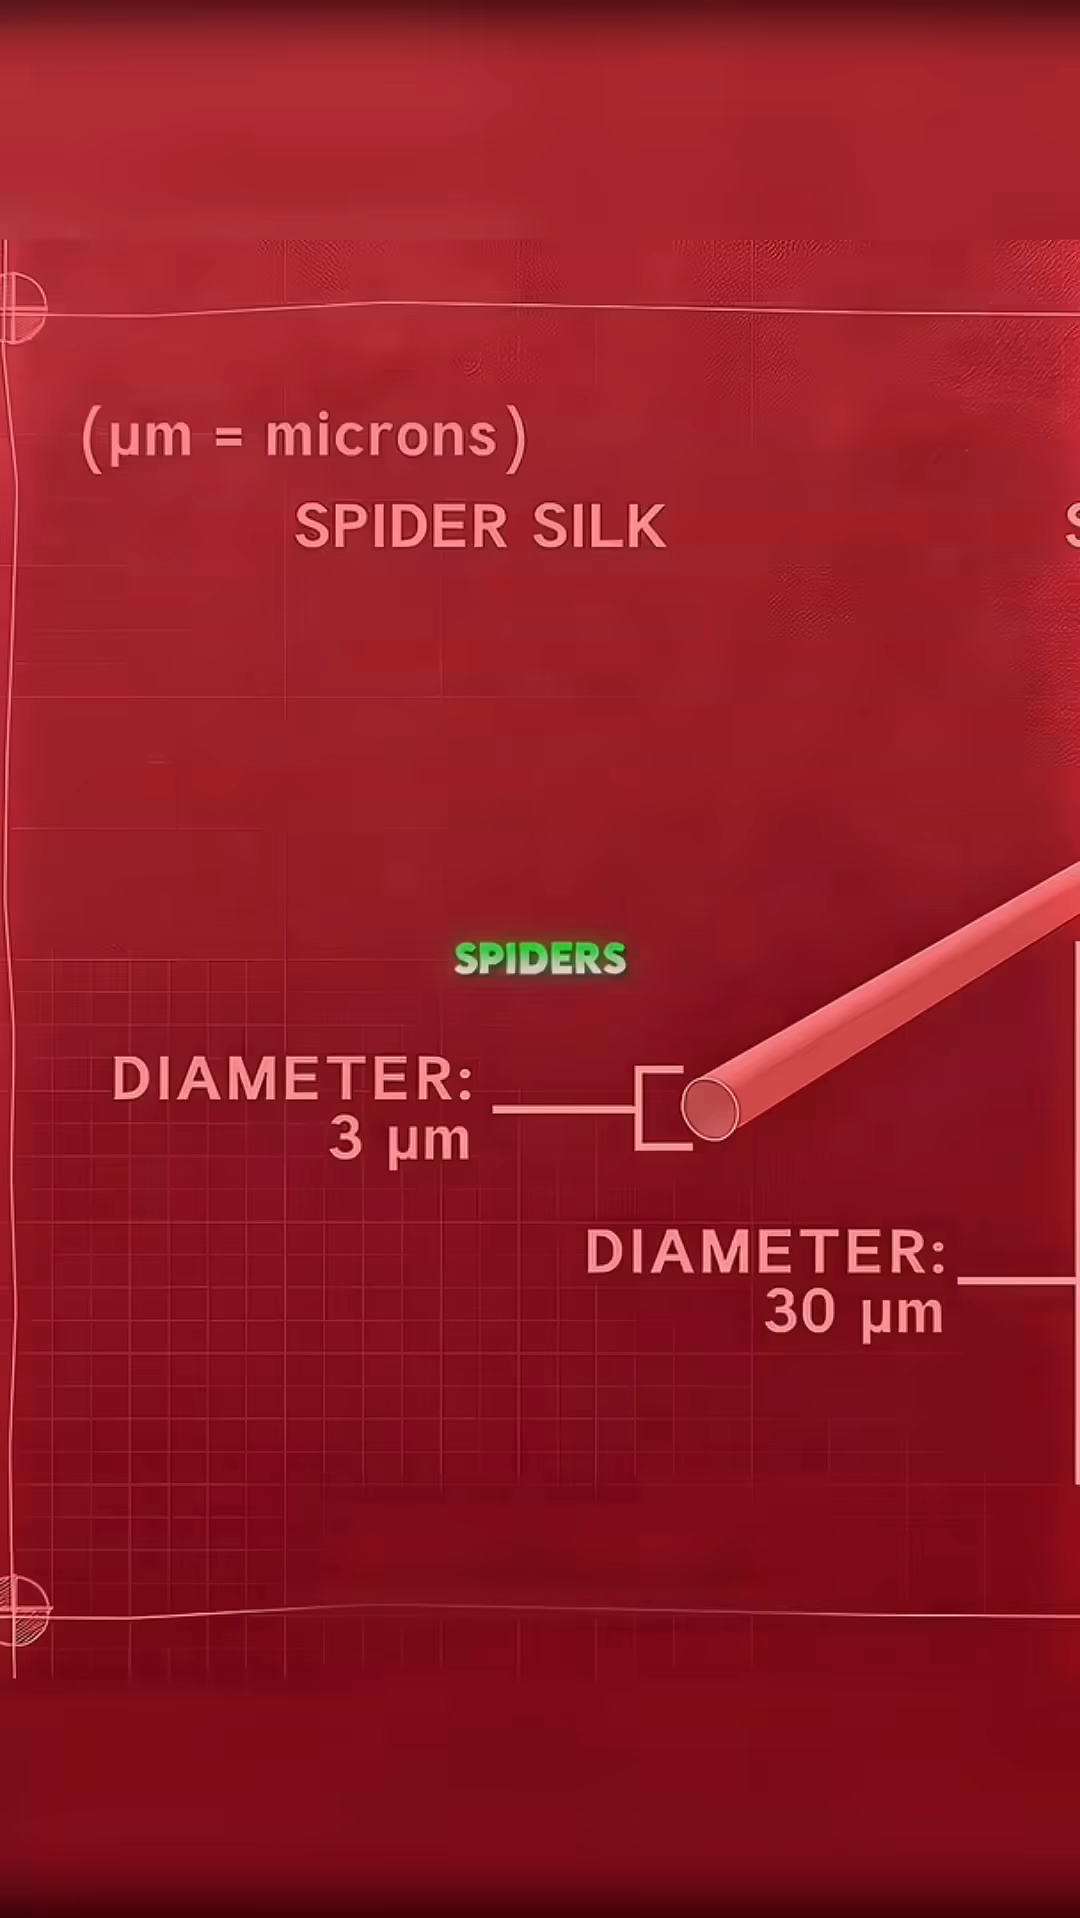 (µm = microns)
SPIDER SILK
SPIDERS
DIAMETER:
3 µm
DIAMETER:
30 µm